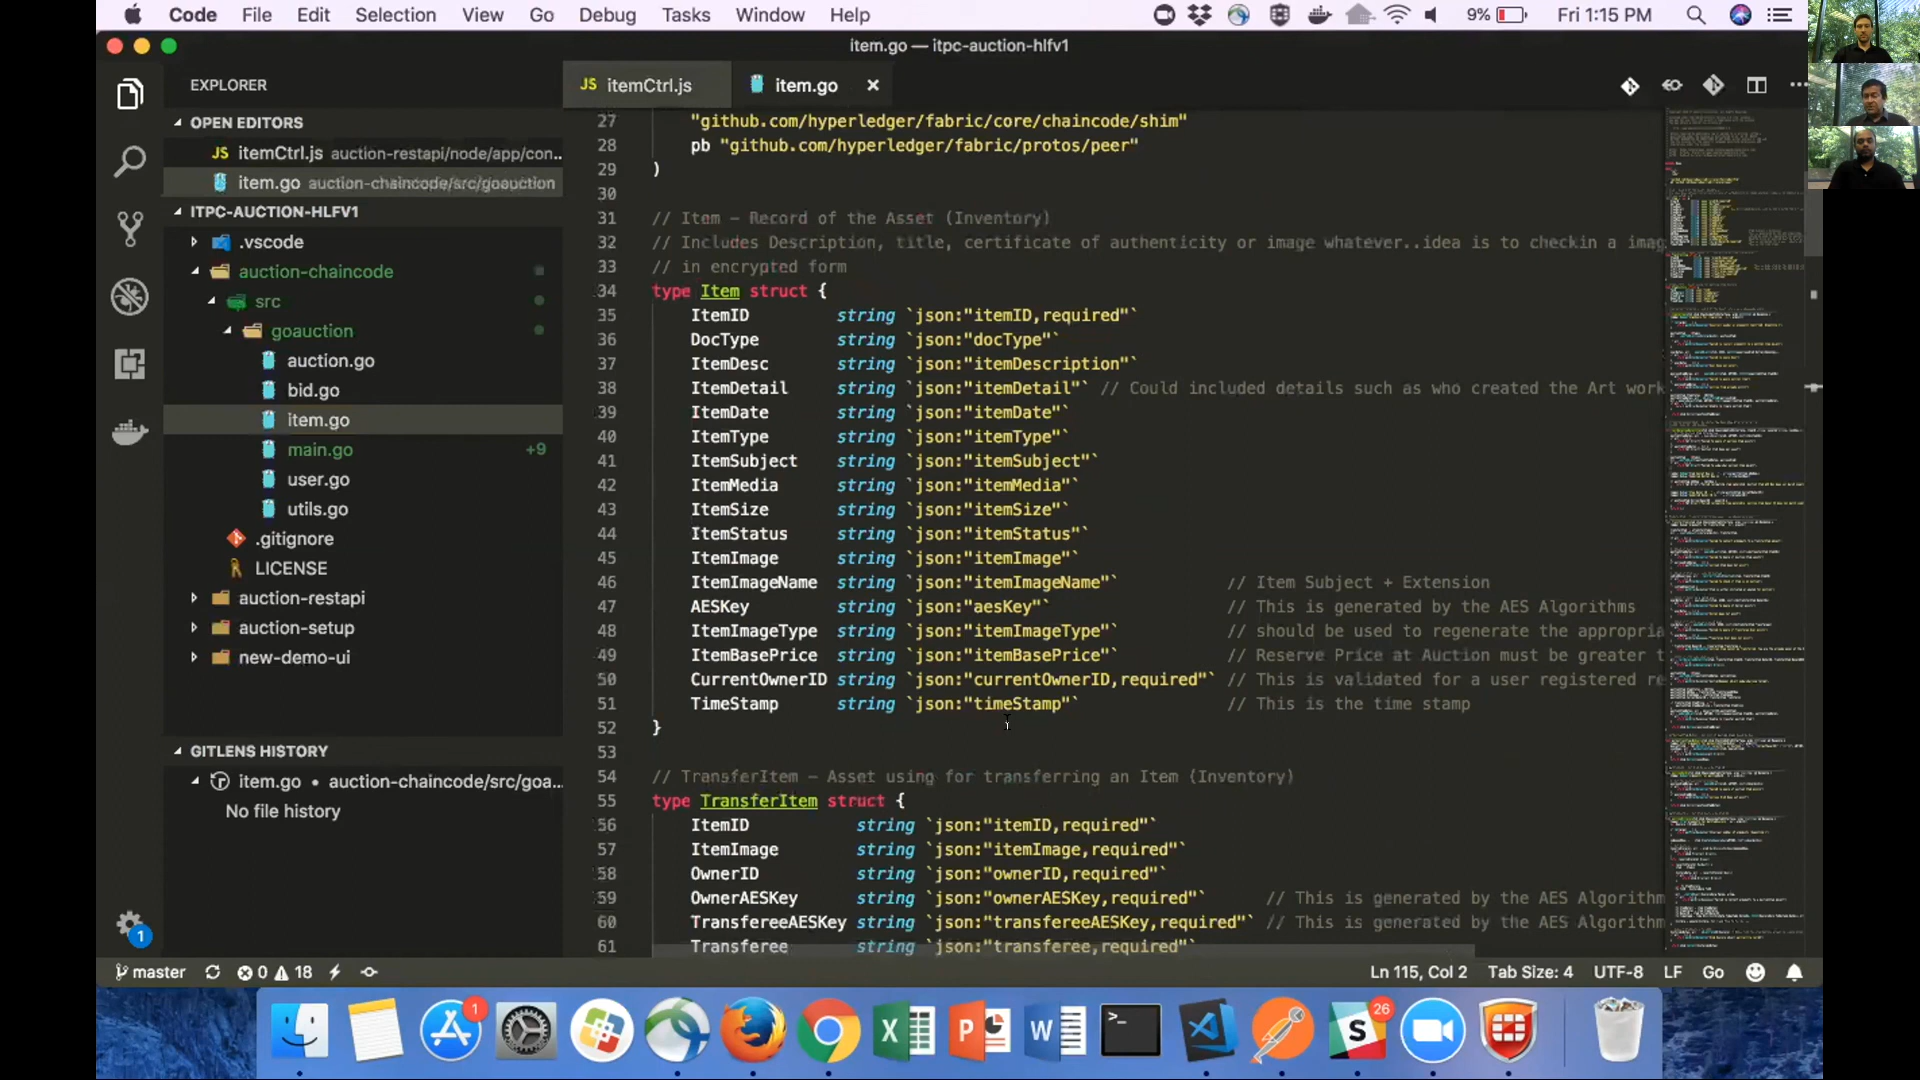 Code File Edit Selection View Go Debug Tasks Window Help 9% Fri 1:15 PM
item.go — itpc-auction-hlfv1
EXPLORER
OPEN EDITORS
JS itemCtrl.js auction-restapi/node/app/con...
item.go auction-chaincode/src/goauction
ITPC-AUCTION-HLFV1
.vscode
auction-chaincode
src
goauction
auction.go
bid.go
item.go
main.go +9
user.go
utils.go
.gitignore
LICENSE
auction-restapi
auction-setup
new-demo-ui
GITLENS HISTORY
item.go • auction-chaincode/src/goa...
No file history
1
JS itemCtrl.js
item.go
27 "github.com/hyperledger/fabric/core/chaincode/shim"
28 pb "github.com/hyperledger/fabric/protos/peer"
29 )
30
31 // Item – Record of the Asset (Inventory)
32 // Includes Description, title, certificate of authenticity or image whatever..idea is to checkin a imag
33 // in encrypted form
34 type Item struct {
35 ItemID string `json:"itemID,required"`
36 DocType string `json:"docType"`
37 ItemDesc string `json:"itemDescription"`
38 ItemDetail string `json:"itemDetail"` // Could included details such as who created the Art work
39 ItemDate string `json:"itemDate"`
40 ItemType string `json:"itemType"`
41 ItemSubject string `json:"itemSubject"`
42 ItemMedia string `json:"itemMedia"`
43 ItemSize string `json:"itemSize"`
44 ItemStatus string `json:"itemStatus"`
45 ItemImage string `json:"itemImage"`
46 ItemImageName string `json:"itemImageName"` // Item Subject + Extension
47 AESKey string `json:"aesKey"` // This is generated by the AES Algorithms
48 ItemImageType string `json:"itemImageType"` // should be used to regenerate the appropria
49 ItemBasePrice string `json:"itemBasePrice"` // Reserve Price at Auction must be greater t
50 CurrentOwnerID string `json:"currentOwnerID,required"` // This is validated for a user registered re
51 TimeStamp string `json:"timeStamp"` // This is the time stamp
52 }
53
54 // TransferItem – Asset using for transferring an Item (Inventory)
55 type TransferItem struct {
56 ItemID string `json:"itemID,required"`
57 ItemImage string `json:"itemImage,required"`
58 OwnerID string `json:"ownerID,required"`
59 OwnerAESKey string `json:"ownerAESKey,required"` // This is generated by the AES Algorithm
60 TransfereeAESKey string `json:"transfereeAESKey,required"` // This is generated by the AES Algorithm
61 Transferee string `json:"transferee,required"`
master 0 18 Ln 115, Col 2 Tab Size: 4 UTF-8 LF Go
1 X P W >_ S 26